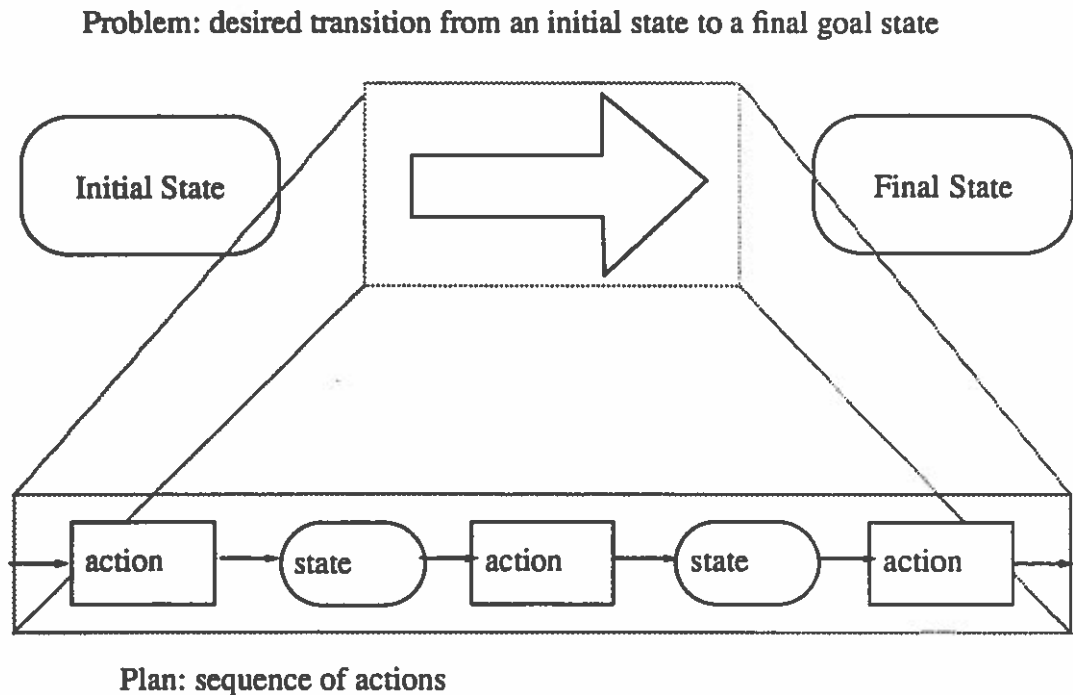 Problem: desired transition from an initial state to a final goal state
Initial State
Final State
action
state
action
state
action
Plan: sequence of actions